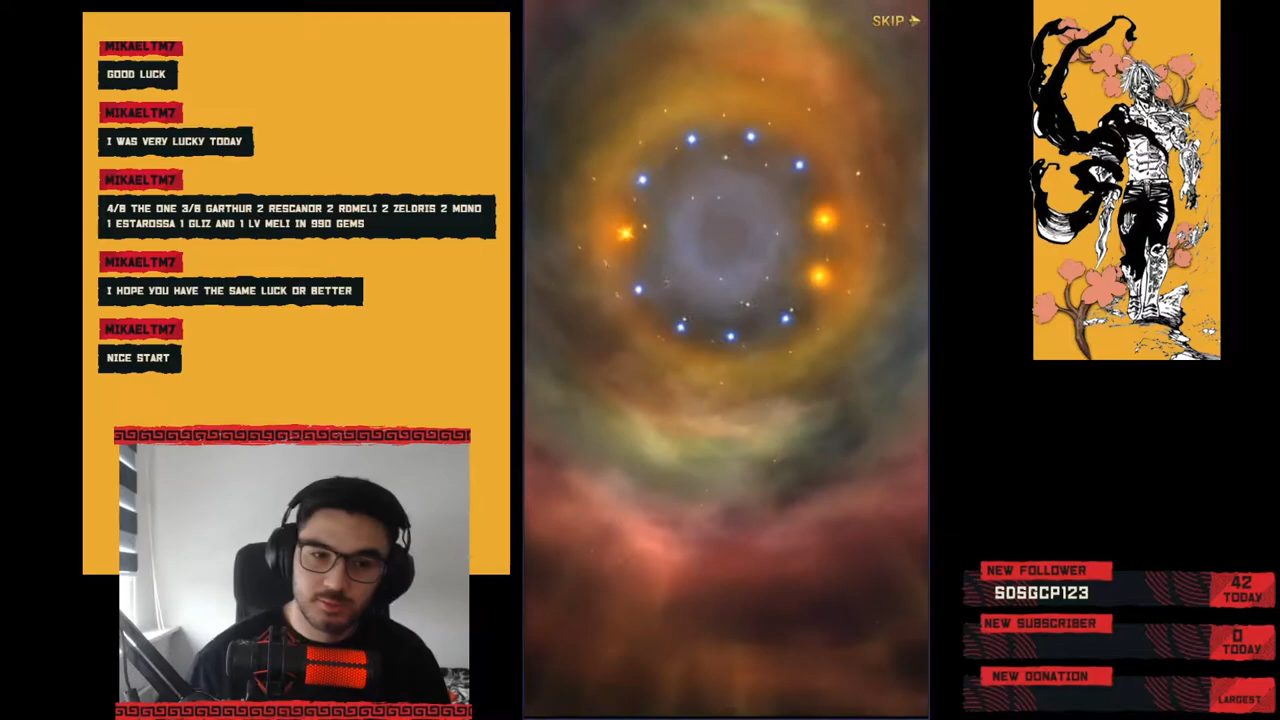 MIKAELTM7
GOOD LUCK
MIKAELTM7
I WAS VERY LUCKY TODAY
MIKAELTM7
4/8 THE ONE 3/8 GARTHUR 2 RESCANOR 2 RDMELI 2 ZELDRIS 2 MONO
1 ESTAROSSA 1 GLIZ AND 1 LV MELI IN 990 GEMS
MIKAELTM7
I HOPE YOU HAVE THE SAME LUCK OR BETTER
MIKAELTM7
NICE START
SKIP
NEW FOLLOWER
SDSGCP123
42
TODAY
NEW SUBSCRIBER
0
TODAY
NEW DONATION
LARGEST